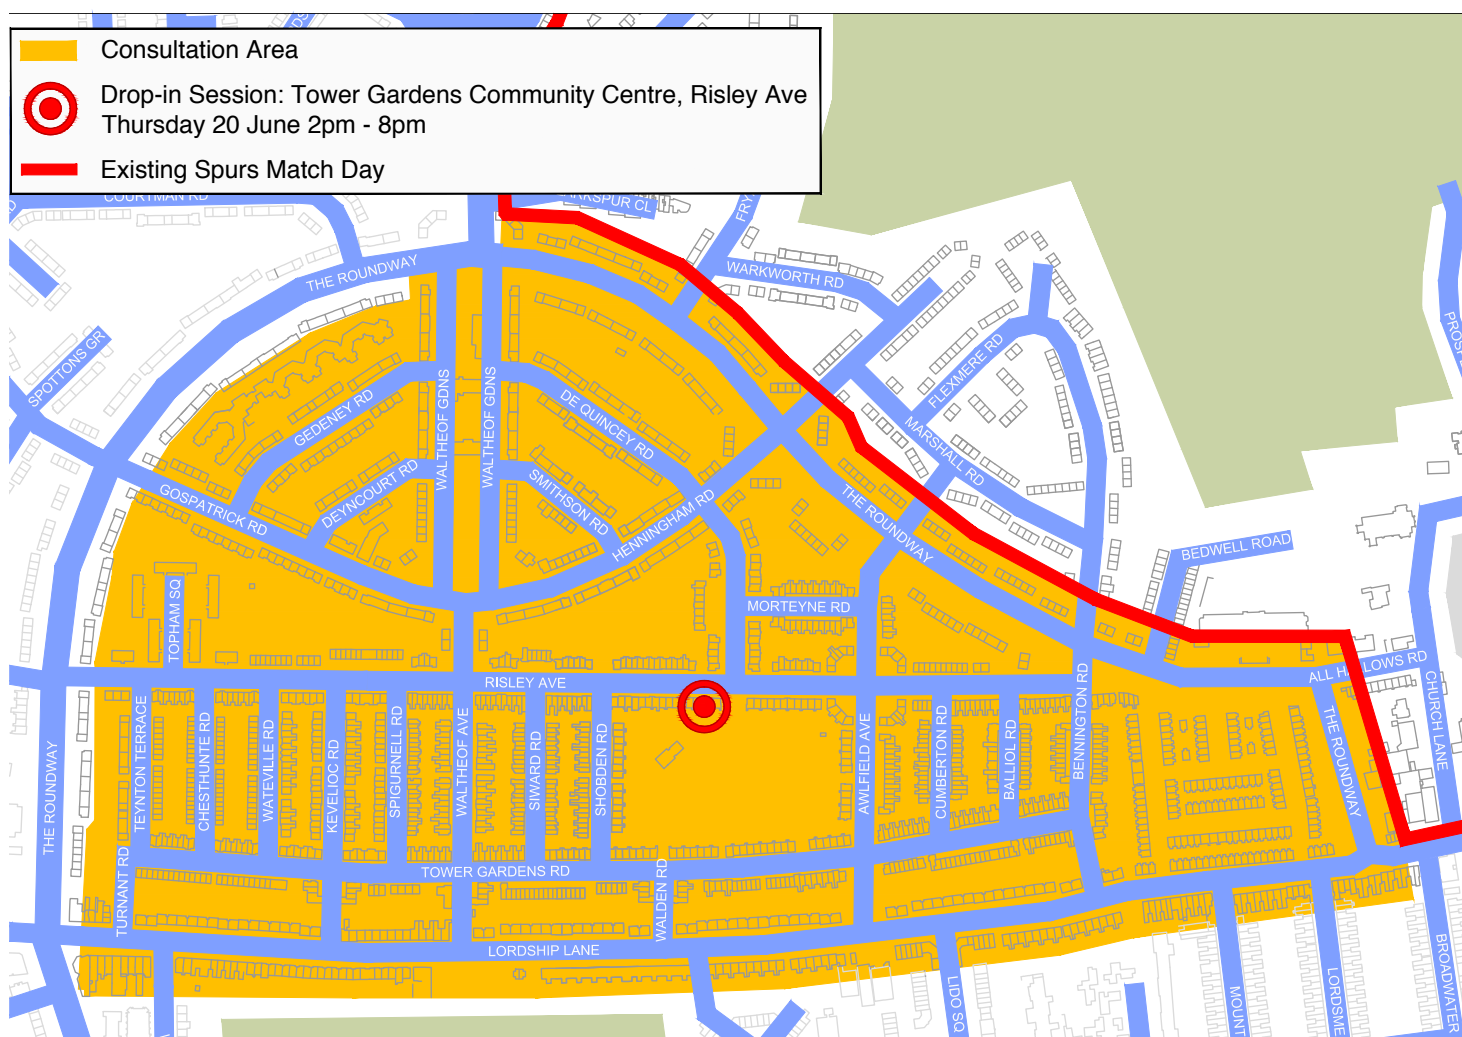 Consultation Area
Drop-in Session: Tower Gardens Community Centre, Risley Ave
Thursday 20 June 2pm - 8pm
Existing Spurs Match Day
COURTMAN RD
THE ROUNDWAY
WARKWORTH RD
SPOTTONS GR
GEDENEY RD
WALTHEOF GDNS
WALTHEOF GDNS
DE QUINCEY RD
FLEXMERE RD
MARSHALL RD
GOSPATRICK RD
DEYNCOURT RD
SMITHSON RD
HENNINGHAM RD
THE ROUNDWAY
BEDWELL ROAD
TOPHAM SQ
MORTEYNE RD
RISLEY AVE
CHURCH LANE
THE ROUNDWAY
TEYNTON TERRACE
CHESTHUNTE RD
WATEVILLE RD
KEVELIOC RD
SPIGURNELL RD
WALTHEOF AVE
SIWARD RD
SHOBDEN RD
AWLFIELD AVE
CUMBERTON RD
BALLIOL RD
BENNINGTON RD
THE ROUNDWAY
TURNANT RD
TOWER GARDENS RD
WALDEN RD
LORDSHIP LANE
LIDO SQ
MOUNT
LORDSME
BROADWATER